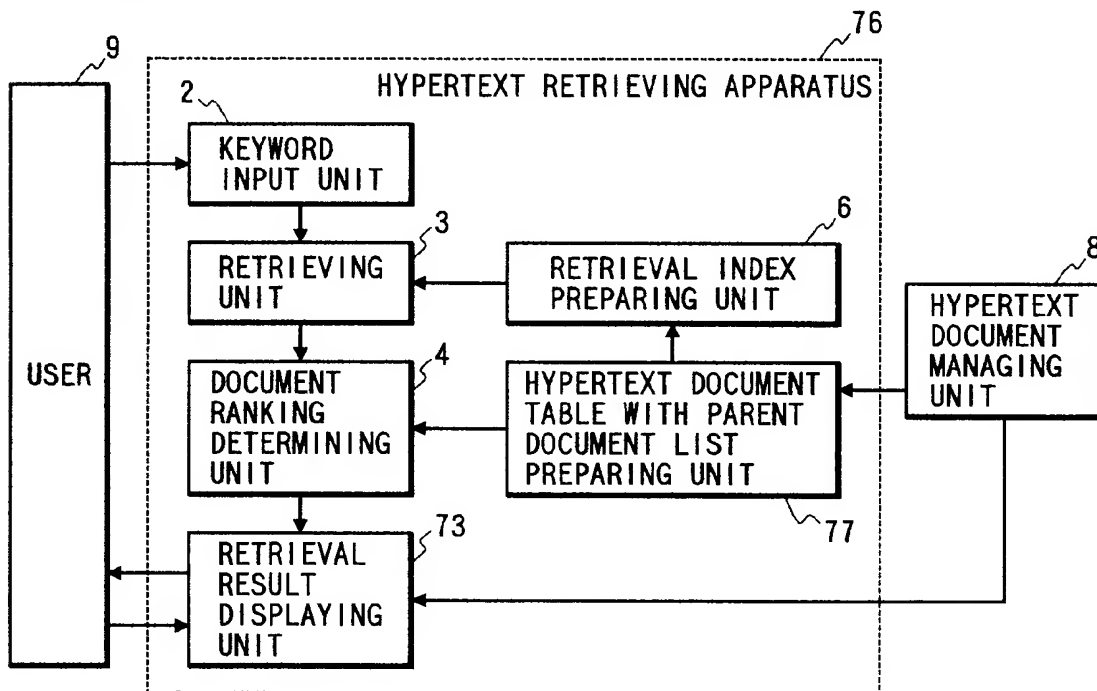 76
9
HYPERTEXT RETRIEVING APPARATUS
2
KEYWORD
INPUT UNIT
3
RETRIEVING
UNIT
6
RETRIEVAL INDEX
PREPARING UNIT
8
HYPERTEXT
DOCUMENT
MANAGING
UNIT
USER
4
DOCUMENT
RANKING
DETERMINING
UNIT
HYPERTEXT DOCUMENT
TABLE WITH PARENT
DOCUMENT LIST
PREPARING UNIT
77
73
RETRIEVAL
RESULT
DISPLAYING
UNIT